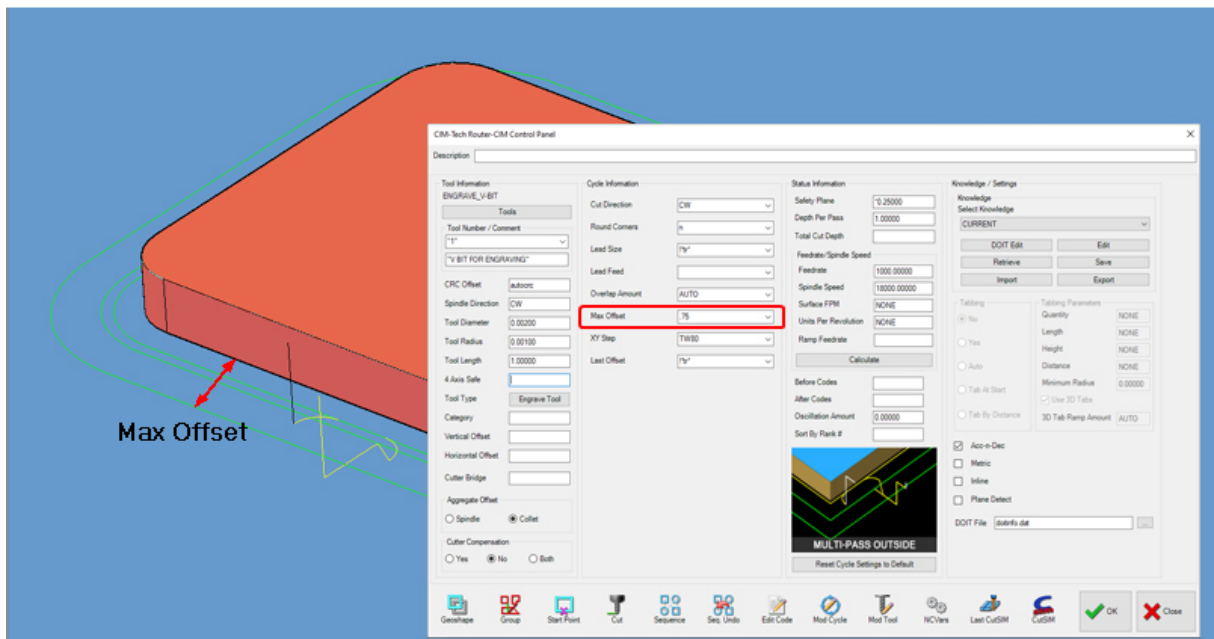 Max Offset
CIM-Tech Router-CIM Control Panel
Description
Tool Information
ENGRAVE_V-BIT
Tools
Tool Number / Comment
"1"
"V BIT FOR ENGRAVING"
CRC Offset autocrc
Spindle Direction CW
Tool Diameter 0.00200
Tool Radius 0.00100
Tool Length 1.00000
4 Axis Safe
Tool Type Engrave Tool
Category
Vertical Offset
Horizontal Offset
Cutter Bridge
Aggregate Offset
Spindle Collet
Cutter Compensation
Yes No Both
Cycle Information
Cut Direction CW
Round Corners n
Lead Size
Lead Feed
Overlap Amount AUTO
Max Offset .75
XY Step TW80
Last Offset
Status Information
Safety Plane "0.25000
Depth Per Pass 1.00000
Total Cut Depth
Feedrate/Spindle Speed
Feedrate 1000.00000
Spindle Speed 18000.00000
Surface FPM NONE
Units Per Revolution NONE
Ramp Feedrate
Calculate
Before Codes
After Codes
Oscillation Amount 0.00000
Sort By Rank #
MULTI-PASS OUTSIDE
Reset Cycle Settings to Default
Knowledge / Settings
Knowledge
Select Knowledge
CURRENT
DOIT Edit Edit
Retrieve Save
Import Export
Tabbing
No
Yes
Auto
Tab At Start
Tab By Distance
Tabbing Parameters
Quantity NONE
Length NONE
Height NONE
Distance NONE
Minimum Radius 0.00000
Use 3D Tabs
3D Tab Ramp Amount AUTO
Acc-n-Dec
Metric
Inline
Plane Detect
DOIT File dotinfo.dat ...
Geoshape Group Start Point Cut Sequence Seq. Undo Edit Code Mod Cycle Mod Tool NCVars Last CutSIM CutSIM OK Close